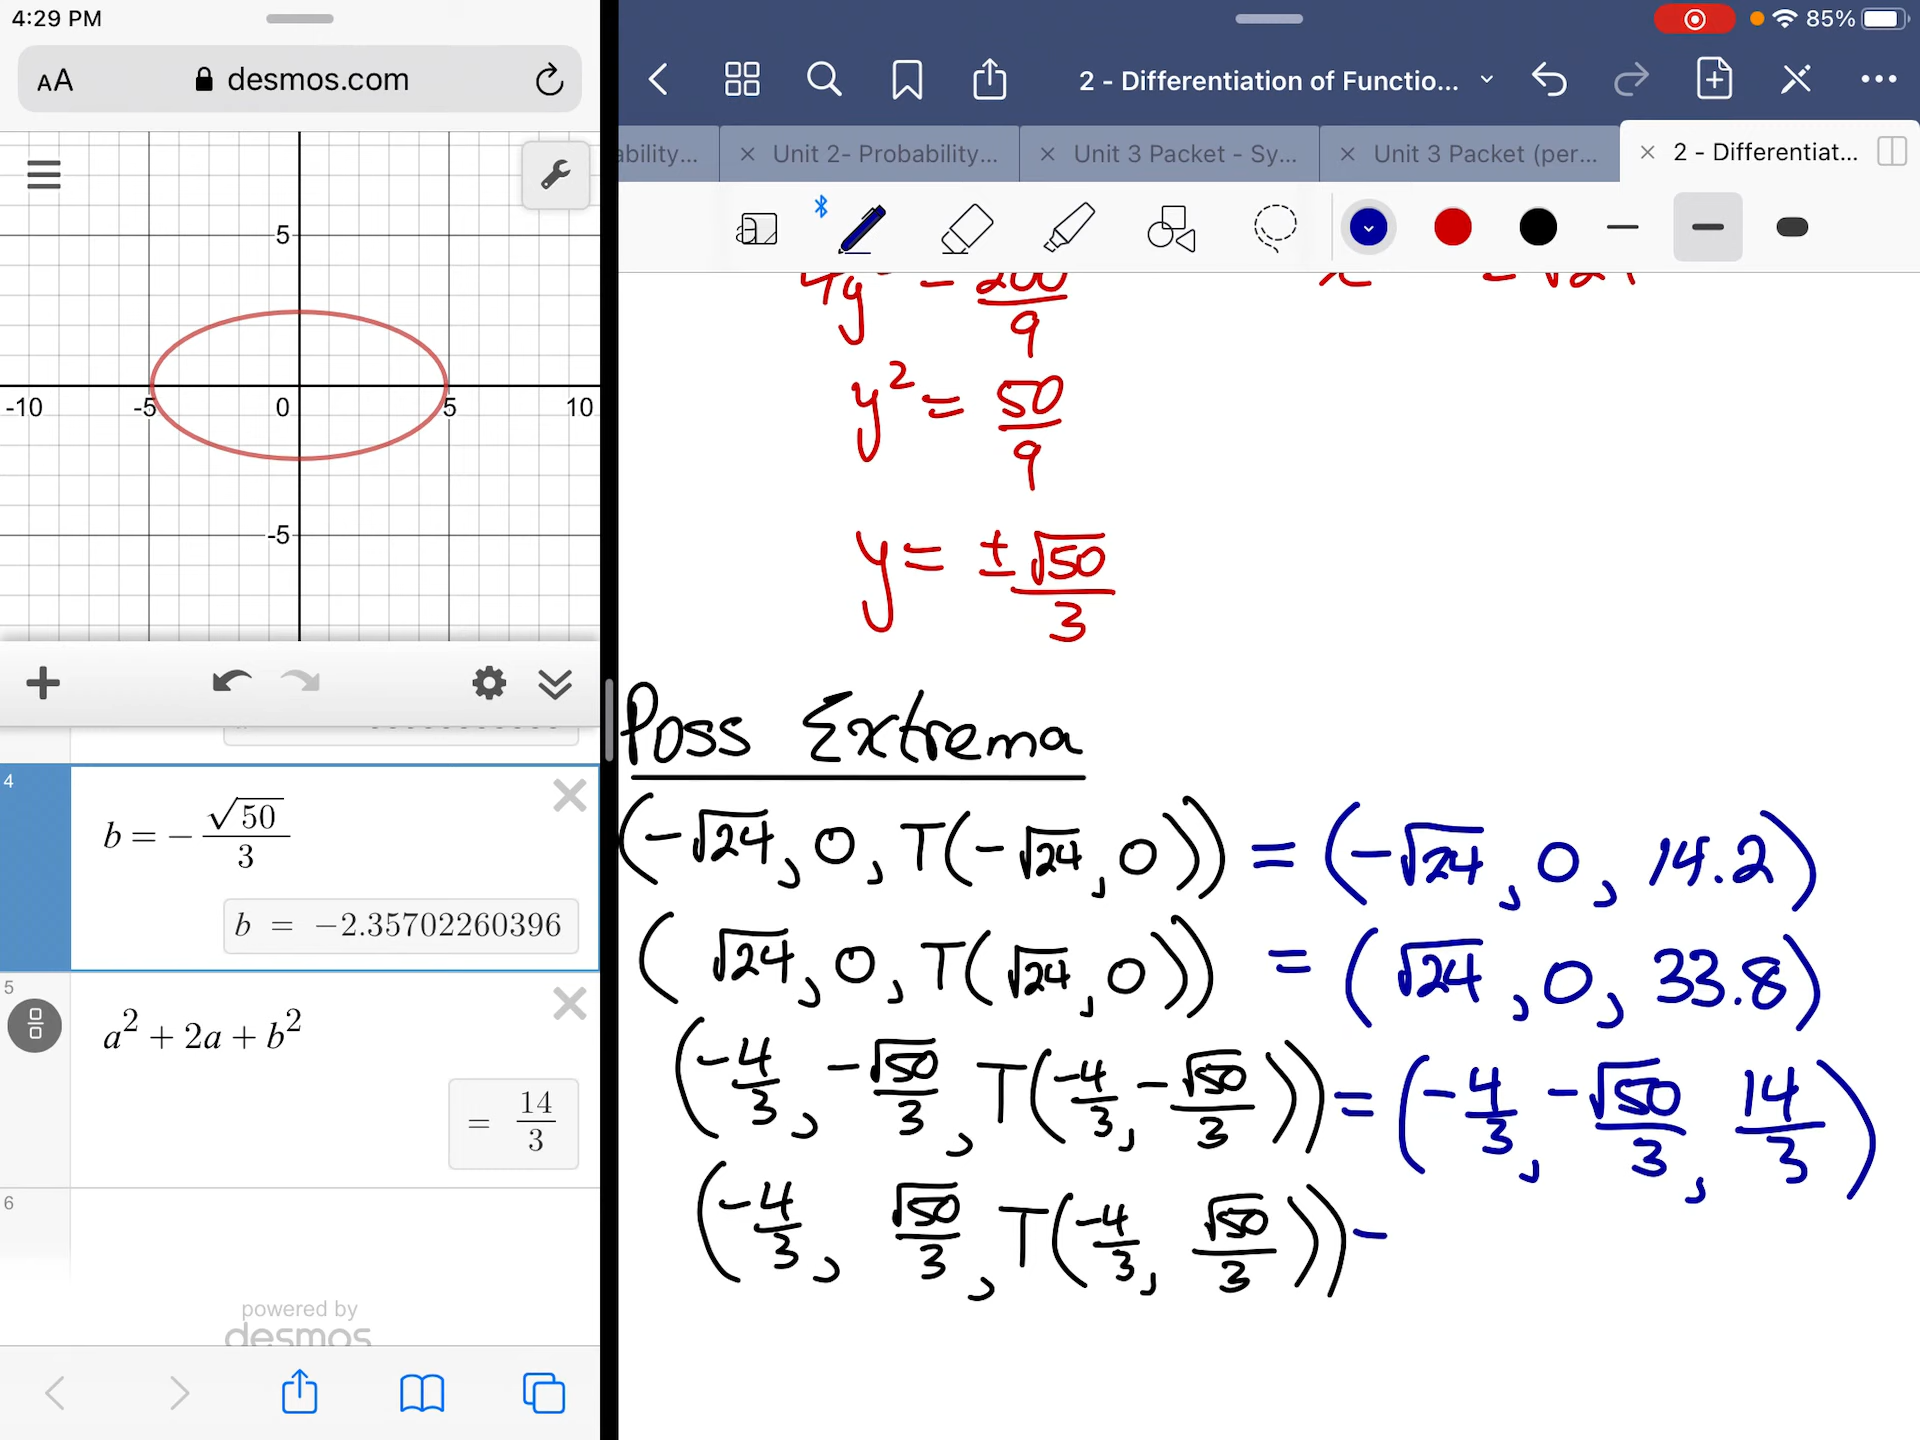 4:29 PM
85%
AA desmos.com
2 - Differentiation of Functio...
ability...
Unit 2- Probability...
Unit 3 Packet - Sy...
Unit 3 Packet (per...
2 - Differentiat...
5
-10 -5 0 5 10
-5
4
b = -√50/3
b = −2.35702260396
5
a² + 2a + b²
= 14/3
6
powered by
desmos
y² = 50/9
y = ±√50/3
Poss Extrema
(-√24, 0, T(-√24, 0)) = (-√24, 0, 14.2)
(√24, 0, T(√24, 0)) = (√24, 0, 33.8)
(-4/3, -√50/3, T(-4/3, -√50/3)) = (-4/3, -√50/3, 14/3)
(-4/3, √50/3, T(-4/3, √50/3)) -